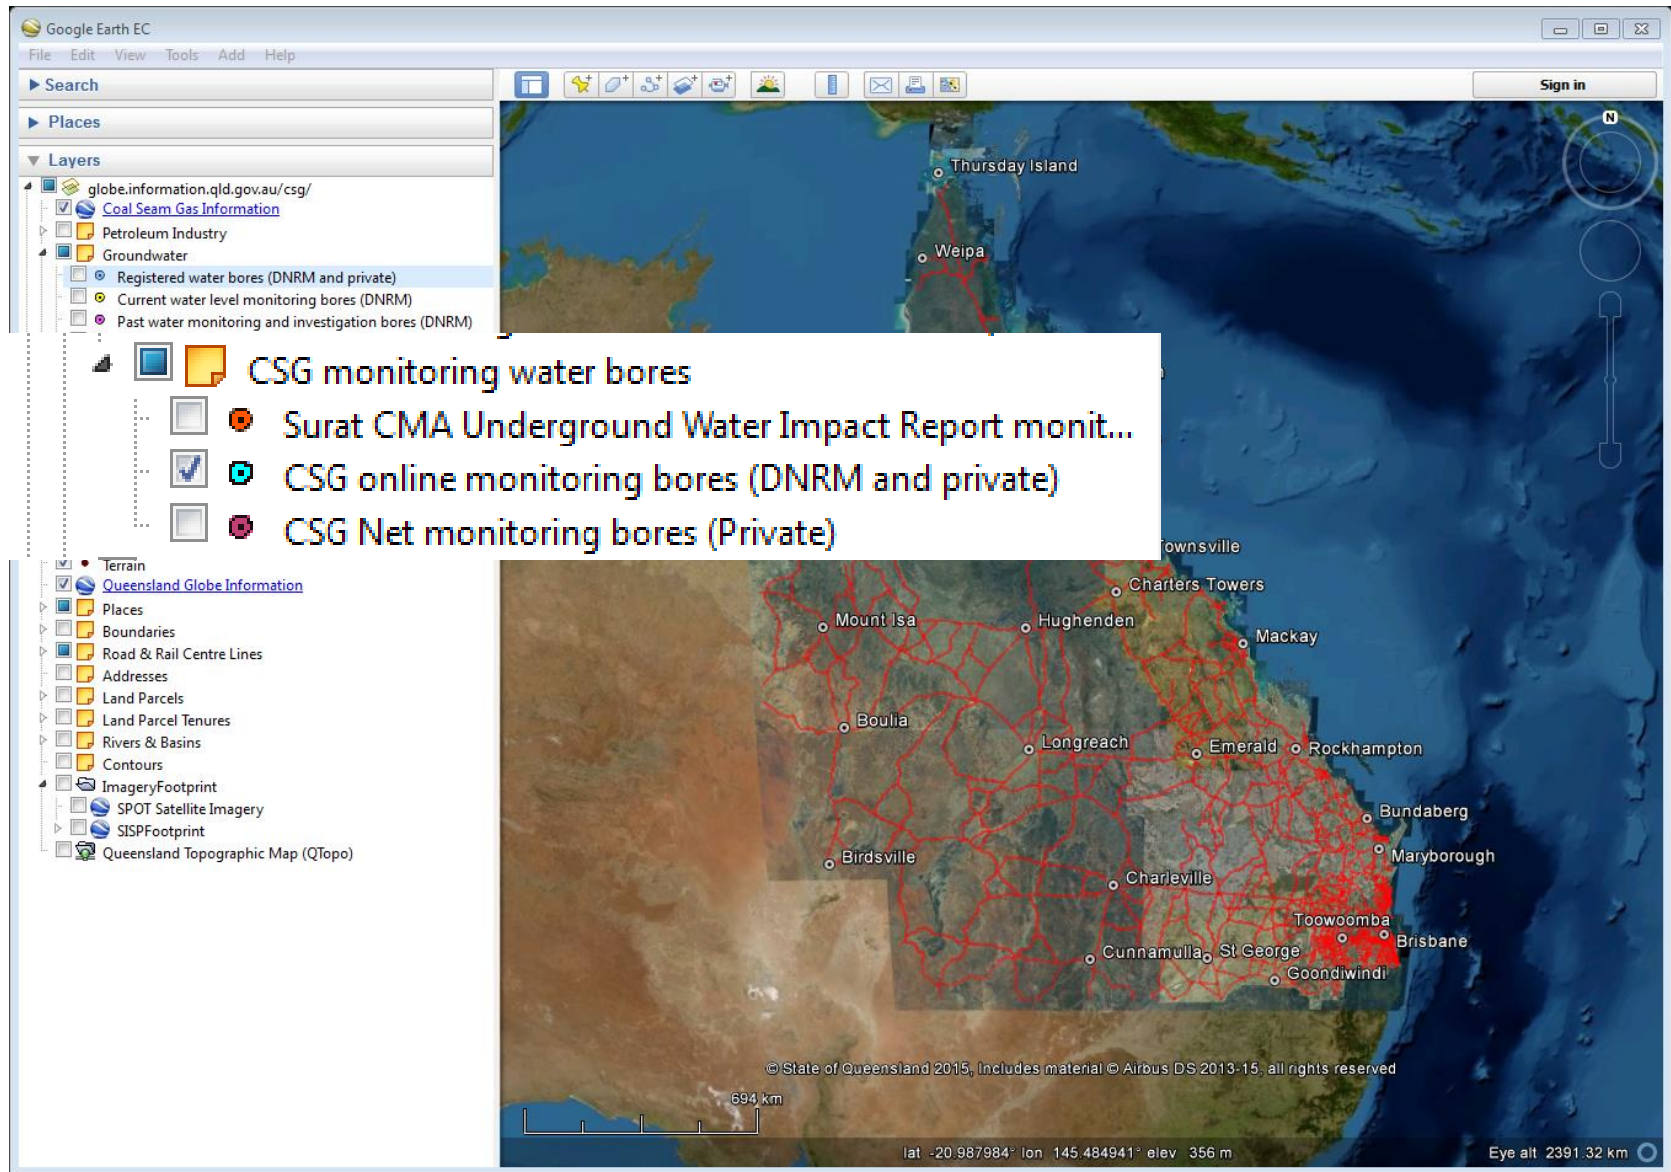 Google Earth EC
File Edit View Tools Add Help
Search
Sign in
Places
Layers
globe.information.qld.gov.au/csg/
Coal Seam Gas Information
Petroleum Industry
Groundwater
Registered water bores (DNRM and private)
Current water level monitoring bores (DNRM)
Past water monitoring and investigation bores (DNRM)
CSG monitoring water bores
Surat CMA Underground Water Impact Report monit...
CSG online monitoring bores (DNRM and private)
CSG Net monitoring bores (Private)
Terrain
Queensland Globe Information
Places
Boundaries
Road & Rail Centre Lines
Addresses
Land Parcels
Land Parcel Tenures
Rivers & Basins
Contours
ImageryFootprint
SPOT Satellite Imagery
SISPFootprint
Queensland Topographic Map (QTopo)
N
Thursday Island
Weipa
ownsville
Charters Towers
Mount Isa
Hughenden
Mackay
Boulia
Longreach
Emerald
Rockhampton
Bundaberg
Birdsville
Maryborough
Charleville
Toowoomba
Brisbane
Cunnamulla
St George
Goondiwindi
© State of Queensland 2015, Includes material © Airbus DS 2013-15, all rights reserved
694 km
lat -20.987984° lon 145.484941° elev 356 m
Eye alt 2391.32 km